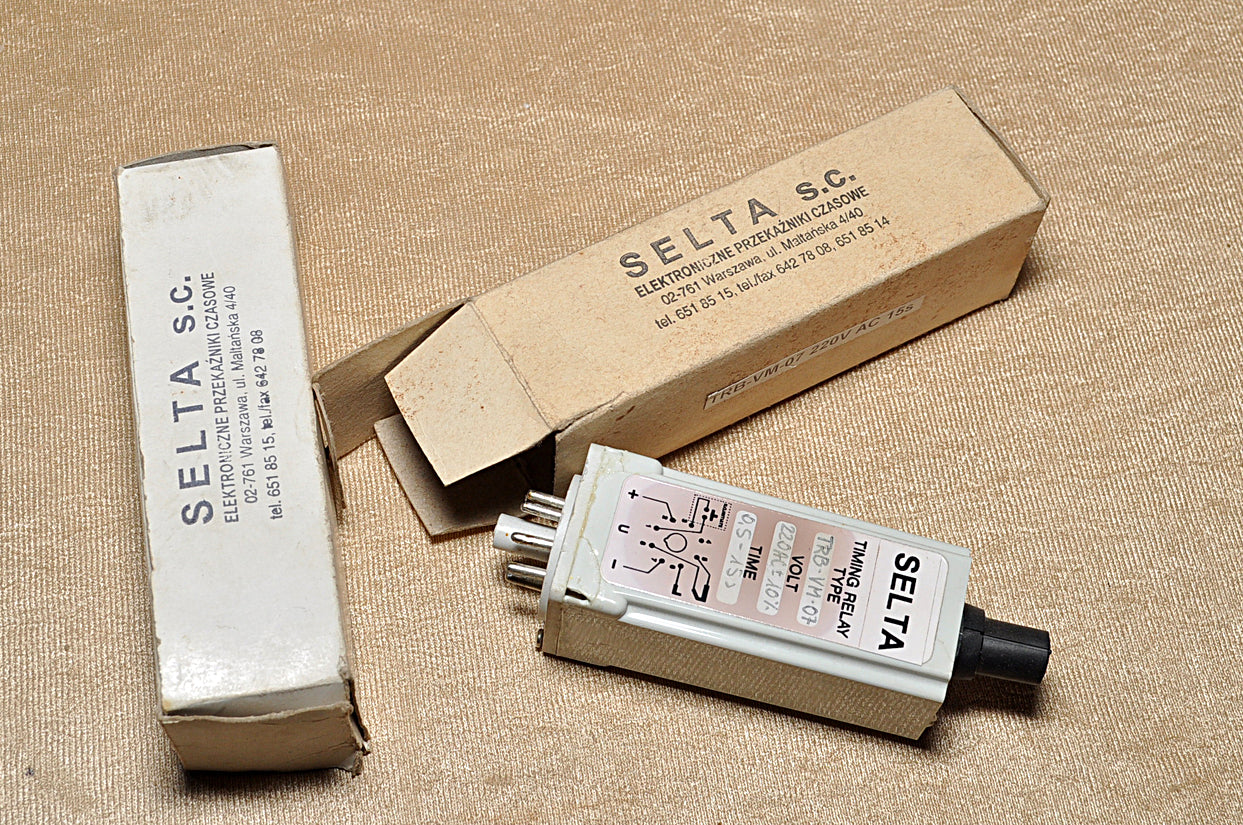 SELTA s.c.
ELEKTRONICZNE PRZEKAŹNIKI CZASOWE
02-761 Warszawa, ul. Maltańska 4/40
tel. 651 85 15, tel./fax 642 78 08
SELTA s.c.
ELEKTRONICZNE PRZEKAŹNIKI CZASOWE
02-761 Warszawa, ul. Maltańska 4/40
tel. 651 85 15, tel./fax 642 78 08, 651 85 14
TRB-VM-07 220V AC 15s
SELTA
TIMING RELAY
TYPE
TRB-VM-07
VOLT
220AC±10%
TIME
0,5-15s
+
U
-